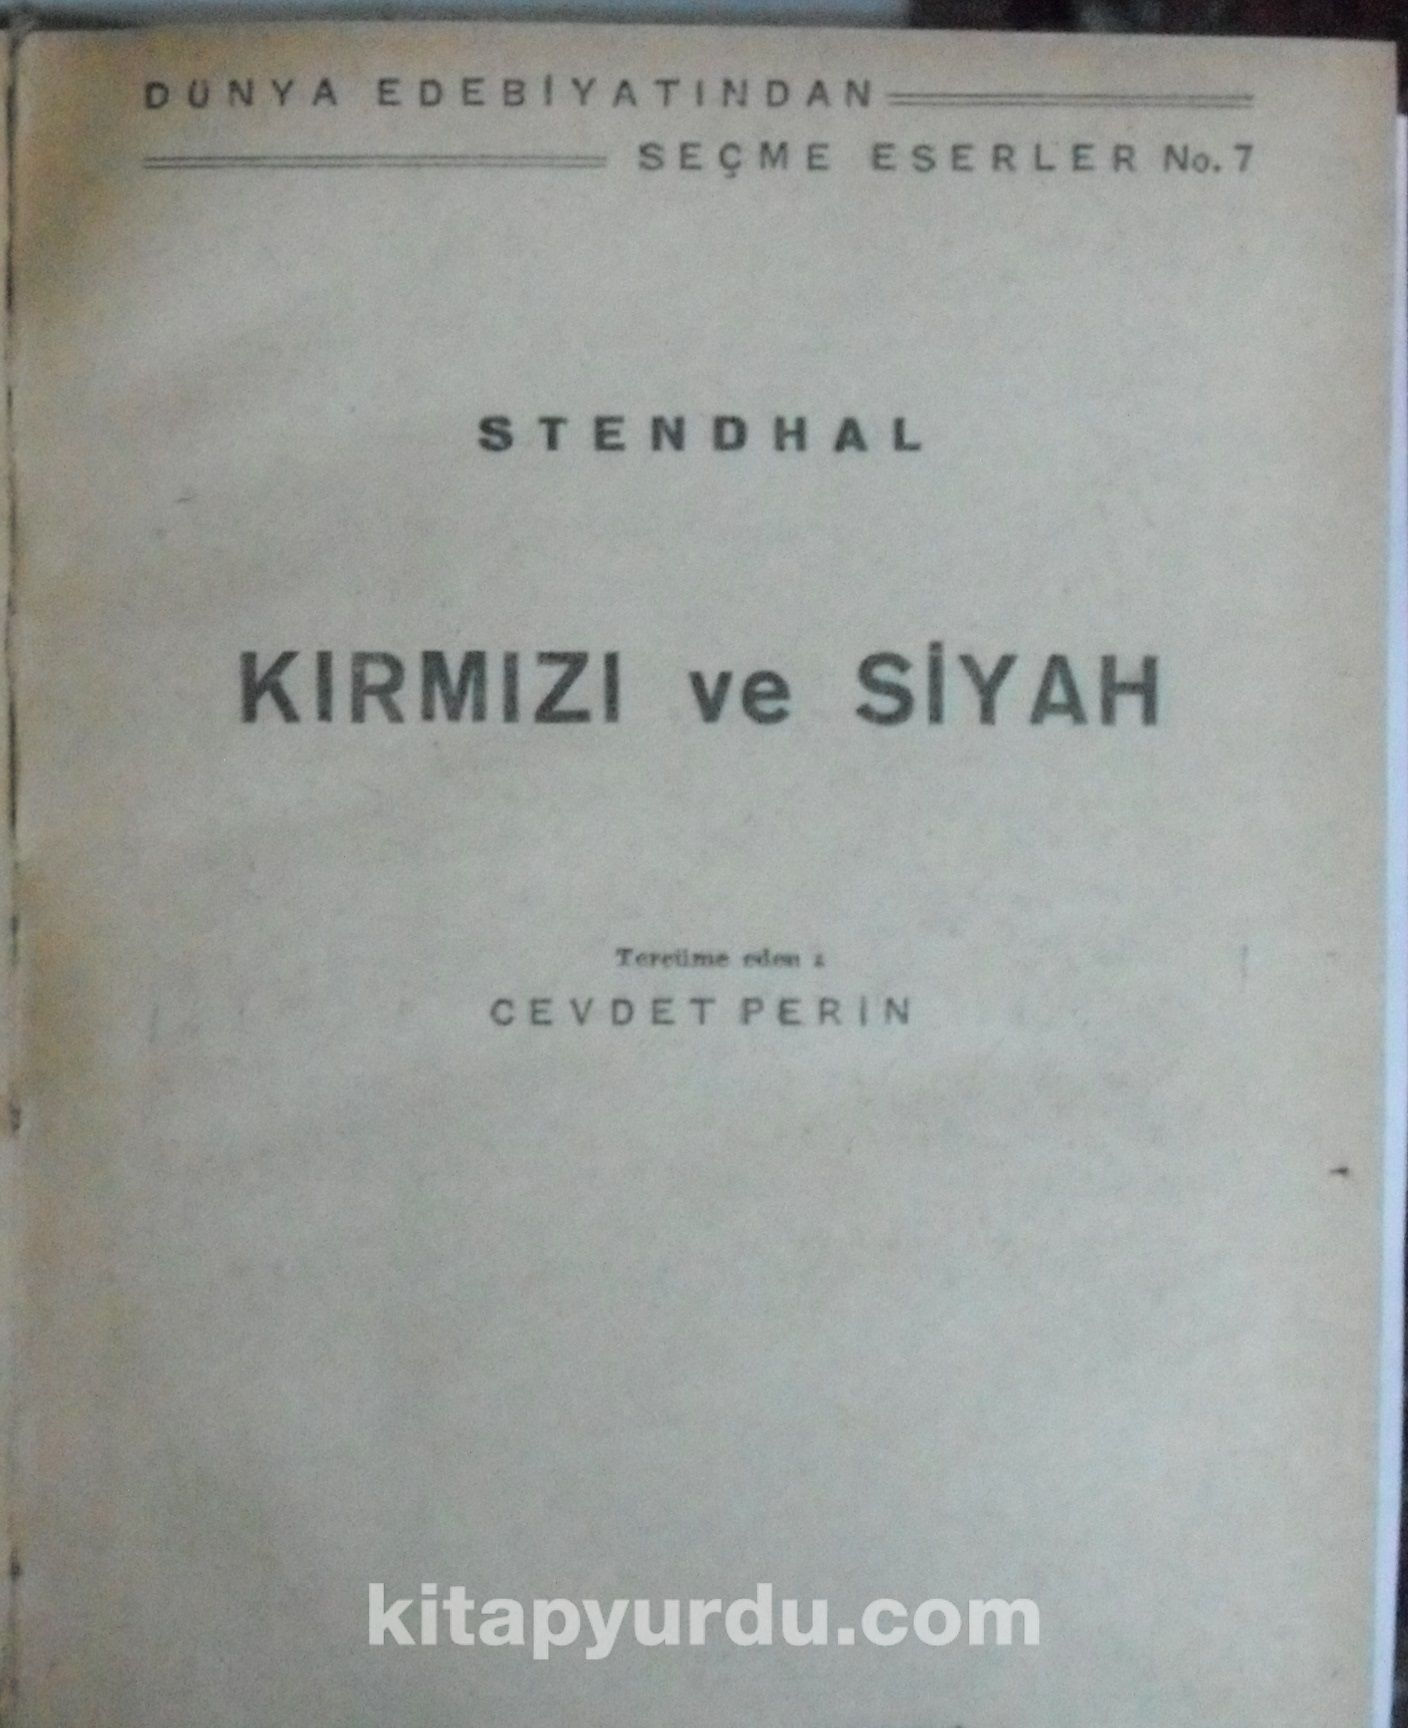 DÜNYA EDEBİYATINDAN
SEÇME ESERLER No. 7
STENDHAL
KIRMIZI ve SİYAH
Tercüme eden :
CEVDET PERİN
kitapyurdu.com